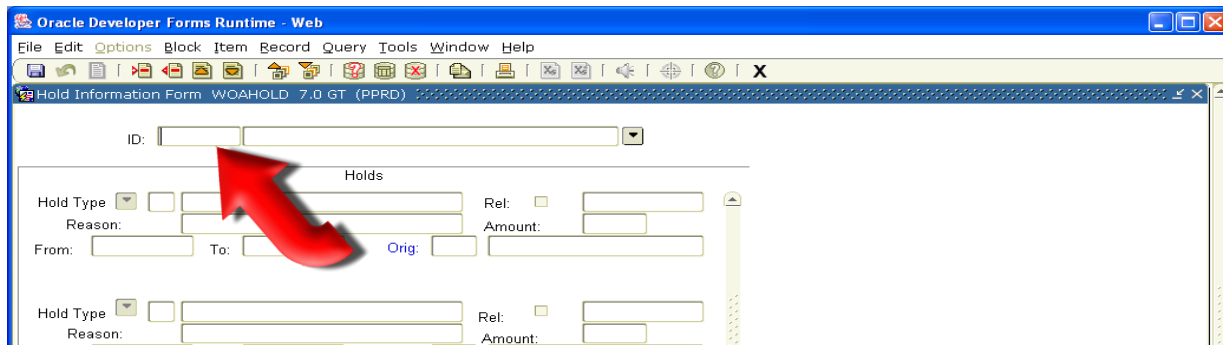 Oracle Developer Forms Runtime - Web
File Edit Options Block Item Record Query Tools Window Help
X
Hold Information Form WOAHOLD 7.0 GT (PPRD)
ID:
Holds
Hold Type Rel:
Reason: Amount:
From: To: Orig:
Hold Type Rel:
Reason: Amount: